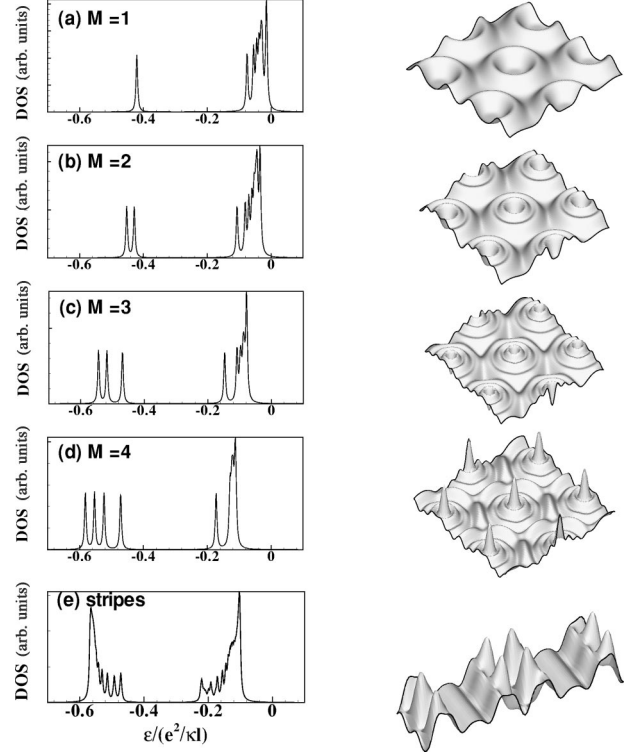 (a) M =1
DOS (arb. units)
-0.6 -0.4 -0.2 0
(b) M =2
DOS (arb. units)
-0.6 -0.4 -0.2 0
(c) M =3
DOS (arb. units)
-0.6 -0.4 -0.2 0
(d) M =4
DOS (arb. units)
-0.6 -0.4 -0.2 0
(e) stripes
DOS (arb. units)
-0.6 -0.4 -0.2 0
ε/(e²/κl)